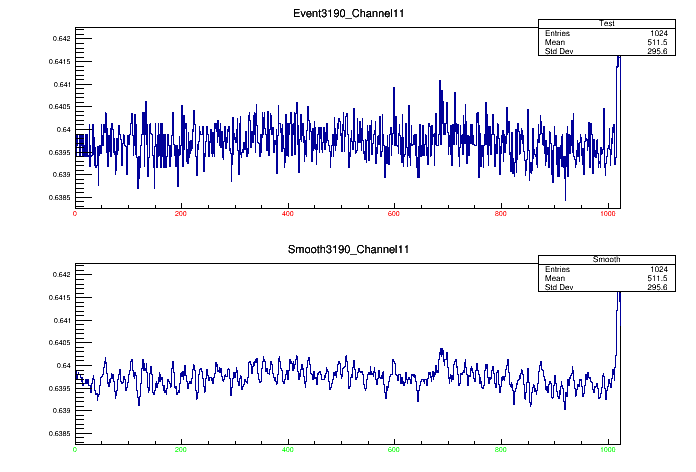 Event3190_Channel11
Test
Entries 1024
Mean 511.5
Std Dev 295.6
0.642
0.6415
0.641
0.6405
0.64
0.6395
0.639
0.6385
0 200 400 600 800 1000
Smooth3190_Channel11
Smooth
Entries 1024
Mean 511.5
Std Dev 295.6
0.642
0.6415
0.641
0.6405
0.64
0.6395
0.639
0.6385
0 200 400 600 800 1000